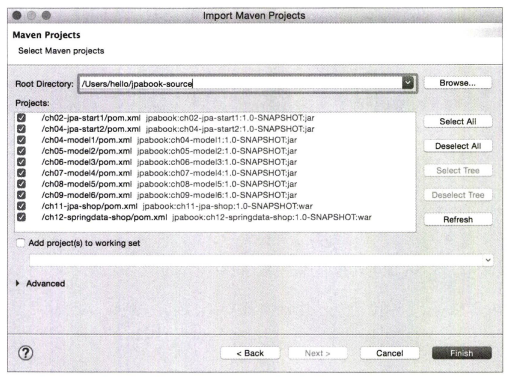 Import Maven Projects
Maven Projects
Select Maven projects
Root Directory: /Users/hello/jpabook-source
Browse...
Projects:
/ch02-jpa-start1/pom.xml jpabook:ch02-jpa-start1:1.0-SNAPSHOT:jar
/ch04-jpa-start2/pom.xml jpabook:ch04-jpa-start2:1.0-SNAPSHOT:jar
/ch04-model1/pom.xml jpabook:ch04-model1:1.0-SNAPSHOT:jar
/ch05-model2/pom.xml jpabook:ch05-model2:1.0-SNAPSHOT:jar
/ch06-model3/pom.xml jpabook:ch06-model3:1.0-SNAPSHOT:jar
/ch07-model4/pom.xml jpabook:ch07-model4:1.0-SNAPSHOT:jar
/ch08-model5/pom.xml jpabook:ch08-model5:1.0-SNAPSHOT:jar
/ch09-model6/pom.xml jpabook:ch09-model6:1.0-SNAPSHOT:jar
/ch11-jpa-shop/pom.xml jpabook:ch11-jpa-shop:1.0-SNAPSHOT:war
/ch12-springdata-shop/pom.xml jpabook:ch12-springdata-shop:1.0-SNAPSHOT:war
Select All
Deselect All
Select Tree
Deselect Tree
Refresh
Add project(s) to working set
Advanced
?
< Back
Next >
Cancel
Finish